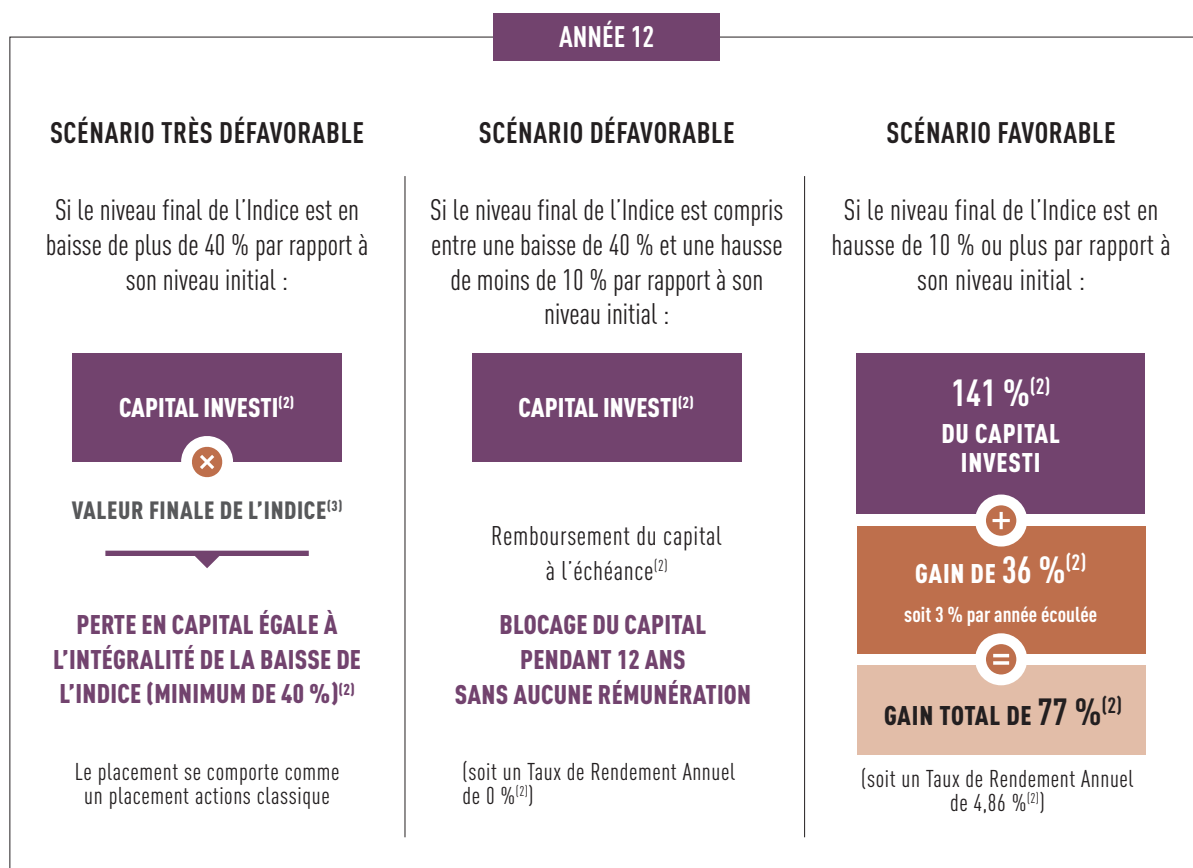 ANNÉE 12
SCÉNARIO TRÈS DÉFAVORABLE
Si le niveau final de l’Indice est en
baisse de plus de 40 % par rapport à
son niveau initial :
CAPITAL INVESTI(2)
×
VALEUR FINALE DE L’INDICE(3)
PERTE EN CAPITAL ÉGALE À
L’INTÉGRALITÉ DE LA BAISSE DE
L’INDICE (MINIMUM DE 40 %)(2)
Le placement se comporte comme
un placement actions classique
SCÉNARIO DÉFAVORABLE
Si le niveau final de l’Indice est compris
entre une baisse de 40 % et une hausse
de moins de 10 % par rapport à son
niveau initial :
CAPITAL INVESTI(2)
Remboursement du capital
à l’échéance(2)
BLOCAGE DU CAPITAL
PENDANT 12 ANS
SANS AUCUNE RÉMUNÉRATION
(soit un Taux de Rendement Annuel
de 0 %(2))
SCÉNARIO FAVORABLE
Si le niveau final de l’Indice est en
hausse de 10 % ou plus par rapport à
son niveau initial :
141 %(2)
DU CAPITAL
INVESTI
+
GAIN DE 36 %(2)
soit 3 % par année écoulée
=
GAIN TOTAL DE 77 %(2)
(soit un Taux de Rendement Annuel
de 4,86 %(2))